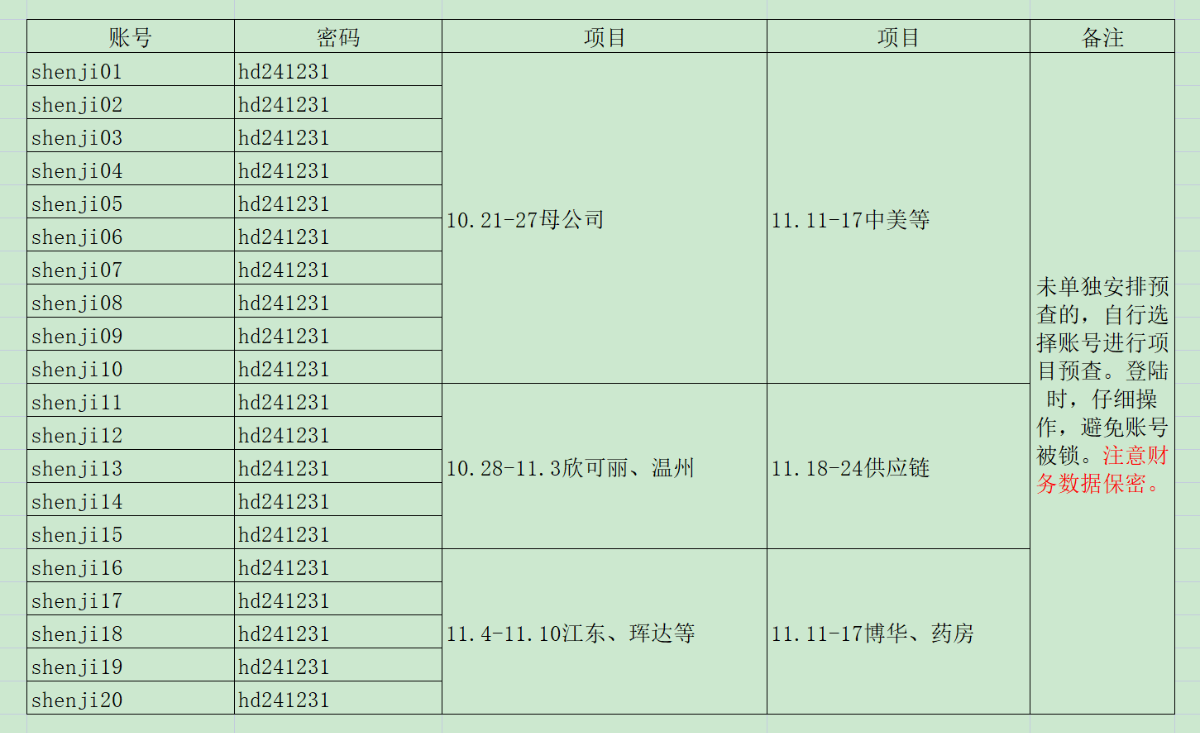 账号 密码 项目 项目 备注
shenji01 hd241231
shenji02 hd241231
shenji03 hd241231
shenji04 hd241231
shenji05 hd241231
10.21-27母公司 11.11-17中美等
shenji06 hd241231
shenji07 hd241231
shenji08 hd241231
shenji09 hd241231
shenji10 hd241231
shenji11 hd241231
shenji12 hd241231
shenji13 hd241231 10.28-11.3欣可丽、温州 11.18-24供应链
shenji14 hd241231
shenji15 hd241231
shenji16 hd241231
shenji17 hd241231
shenji18 hd241231 11.4-11.10江东、珲达等 11.11-17博华、药房
shenji19 hd241231
shenji20 hd241231
未单独安排预
查的，自行选
择账号进行项
目预查。登陆
时，仔细操
作，避免账号
被锁。注意财
务数据保密。